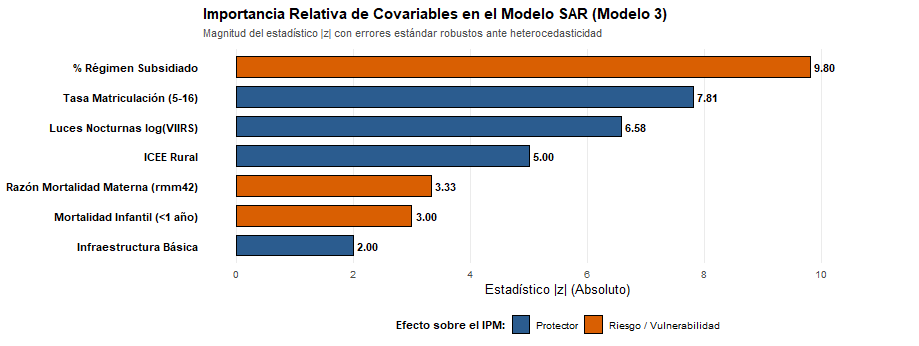 Importancia Relativa de Covariables en el Modelo SAR (Modelo 3)
Magnitud del estadístico |z| con errores estándar robustos ante heterocedasticidad
% Régimen Subsidiado 9.80
Tasa Matriculación (5-16) 7.81
Luces Nocturnas log(VIIRS) 6.58
ICEE Rural 5.00
Razón Mortalidad Materna (rmm42) 3.33
Mortalidad Infantil (<1 año) 3.00
Infraestructura Básica 2.00
0 2 4 6 8 10
Estadístico |z| (Absoluto)
Efecto sobre el IPM: Protector Riesgo / Vulnerabilidad